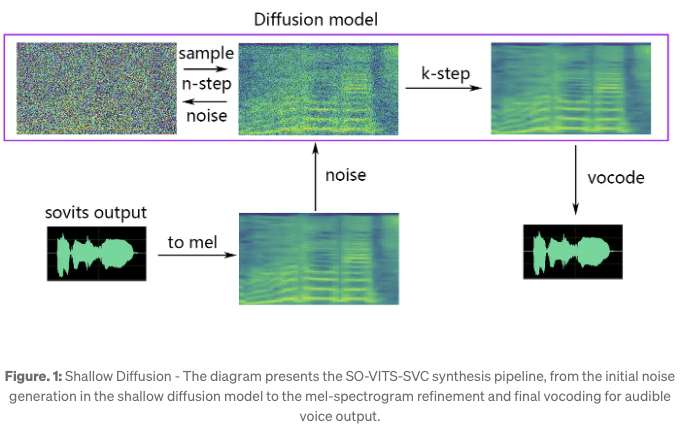 Diffusion model
sample
n-step
noise
k-step
noise
vocode
sovits output
to mel
Figure. 1: Shallow Diffusion - The diagram presents the SO-VITS-SVC synthesis pipeline, from the initial noise
generation in the shallow diffusion model to the mel-spectrogram refinement and final vocoding for audible
voice output.